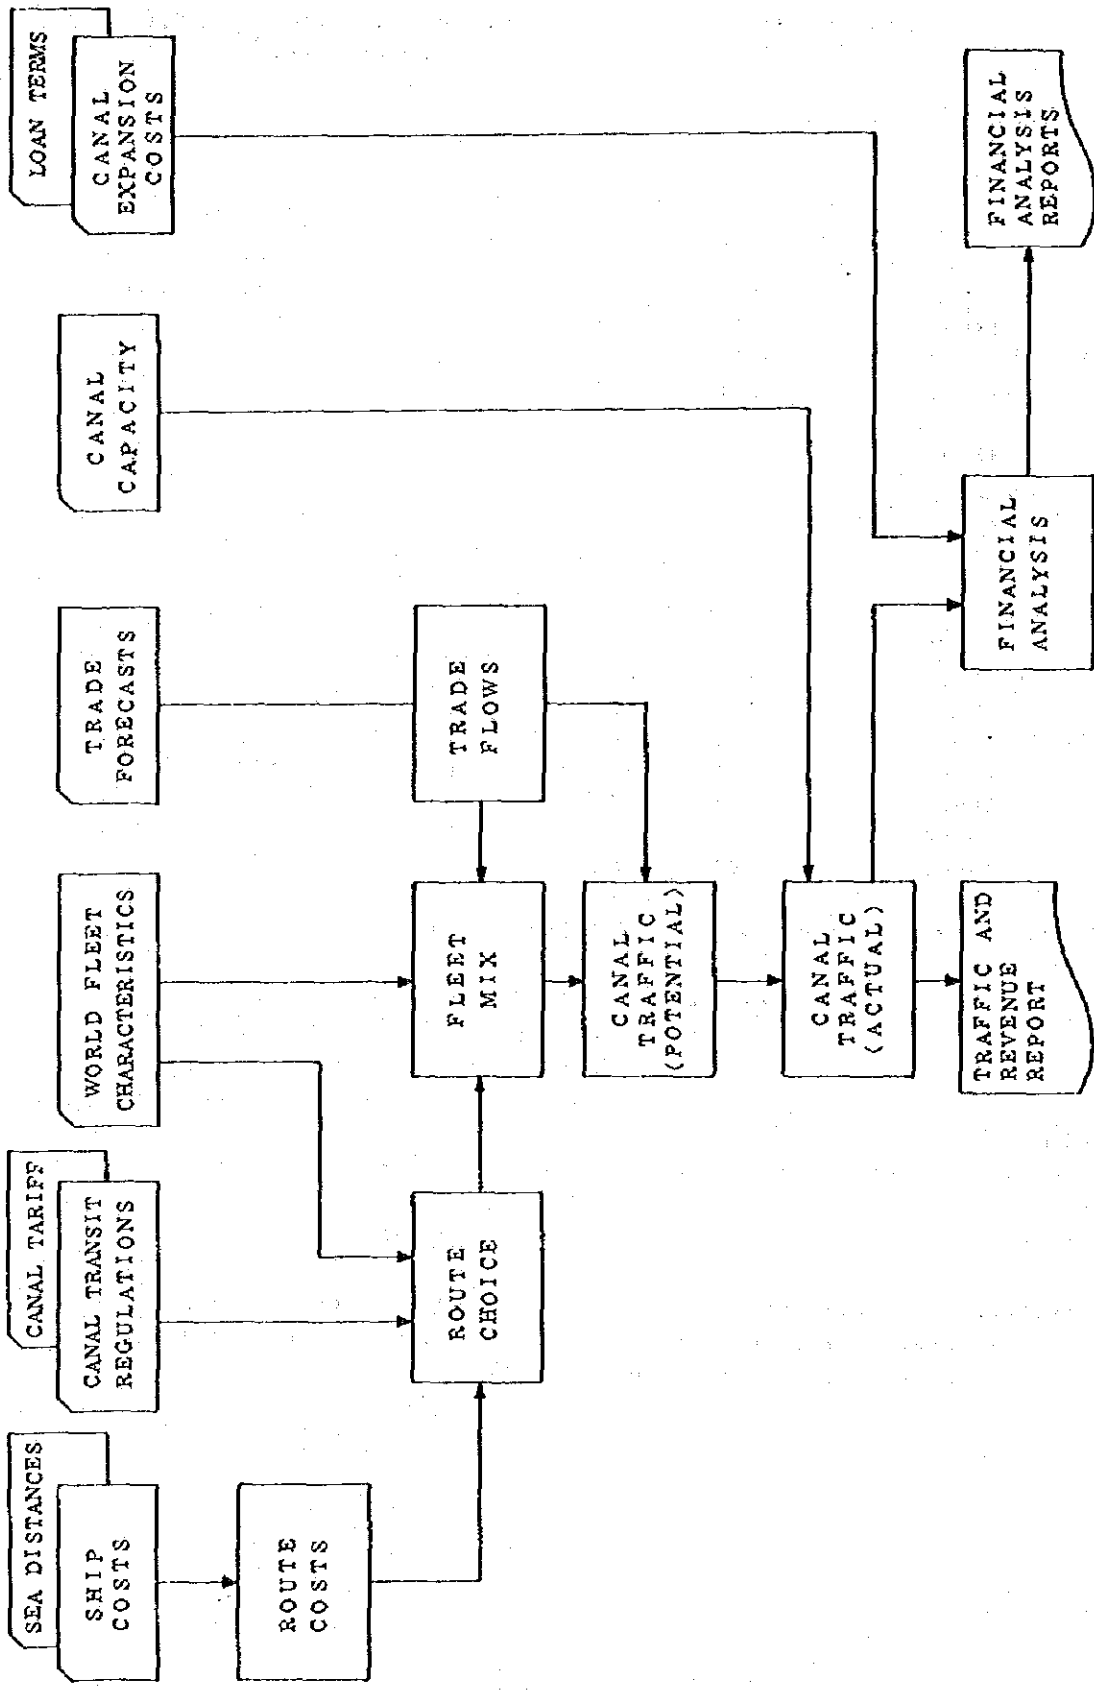 SEA DISTANCES
SHIP
COSTS
CANAL TARIFF
CANAL TRANSIT
REGULATIONS
WORLD FLEET
CHARACTERISTICS
TRADE
FORECASTS
CANAL
CAPACITY
LOAN TERMS
CANAL
EXPANSION
COSTS
ROUTE
COSTS
ROUTE
CHOICE
FLEET
MIX
TRADE
FLOWS
CANAL
TRAFFIC
(POTENTIAL)
CANAL
TRAFFIC
(ACTUAL)
TRAFFIC AND
REVENUE
REPORT
FINANCIAL
ANALYSIS
FINANCIAL
ANALYSIS
REPORTS